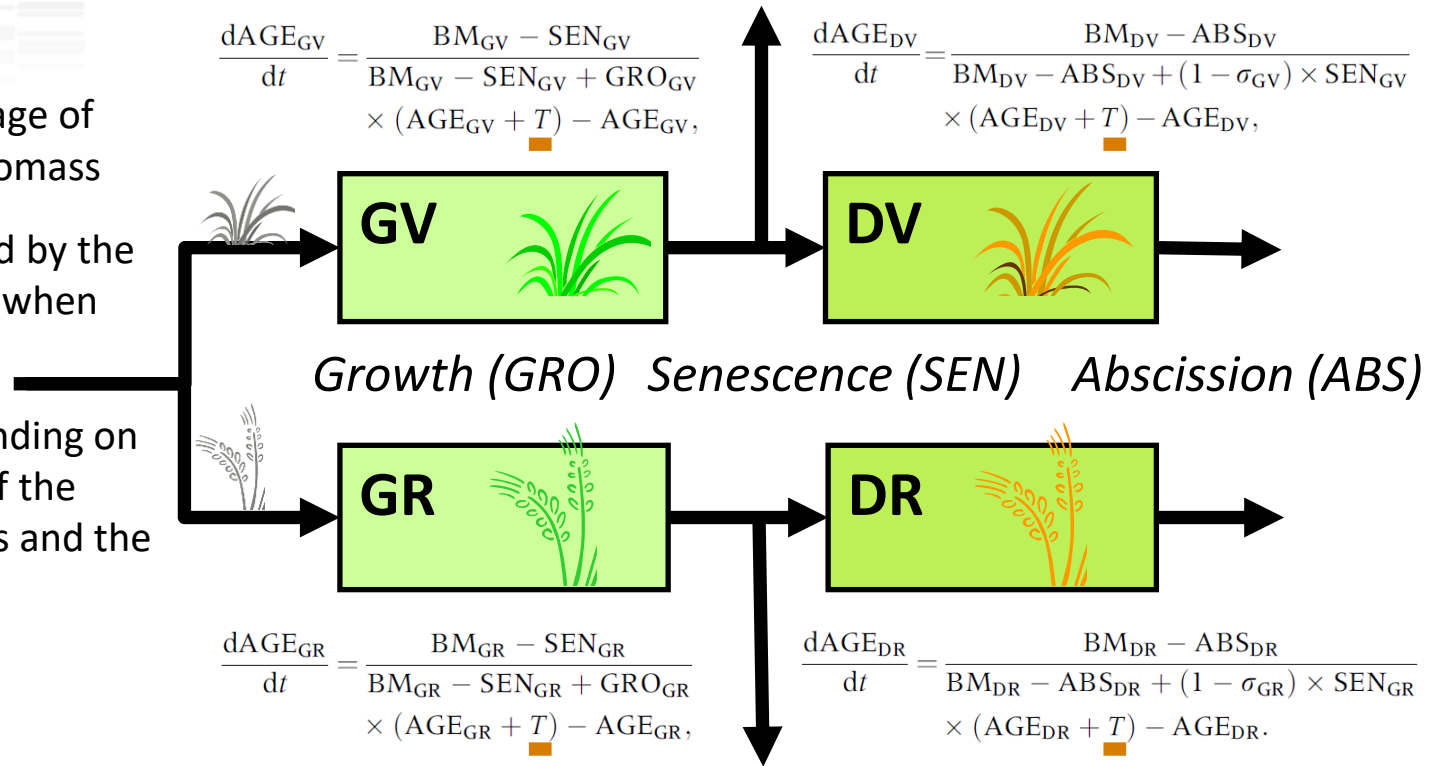 dAGE_GV/dt = (BM_GV − SEN_GV)/(BM_GV − SEN_GV + GRO_GV)
× (AGE_GV + T) − AGE_GV,
dAGE_DV/dt = (BM_DV − ABS_DV)/(BM_DV − ABS_DV + (1 − σ_GV) × SEN_GV)
× (AGE_DV + T) − AGE_DV,
age of
omass
d by the
when
nding on
f the
s and the
GV
DV
Growth (GRO) Senescence (SEN) Abscission (ABS)
GR
DR
dAGE_GR/dt = (BM_GR − SEN_GR)/(BM_GR − SEN_GR + GRO_GR)
× (AGE_GR + T) − AGE_GR,
dAGE_DR/dt = (BM_DR − ABS_DR)/(BM_DR − ABS_DR + (1 − σ_GR) × SEN_GR)
× (AGE_DR + T) − AGE_DR.